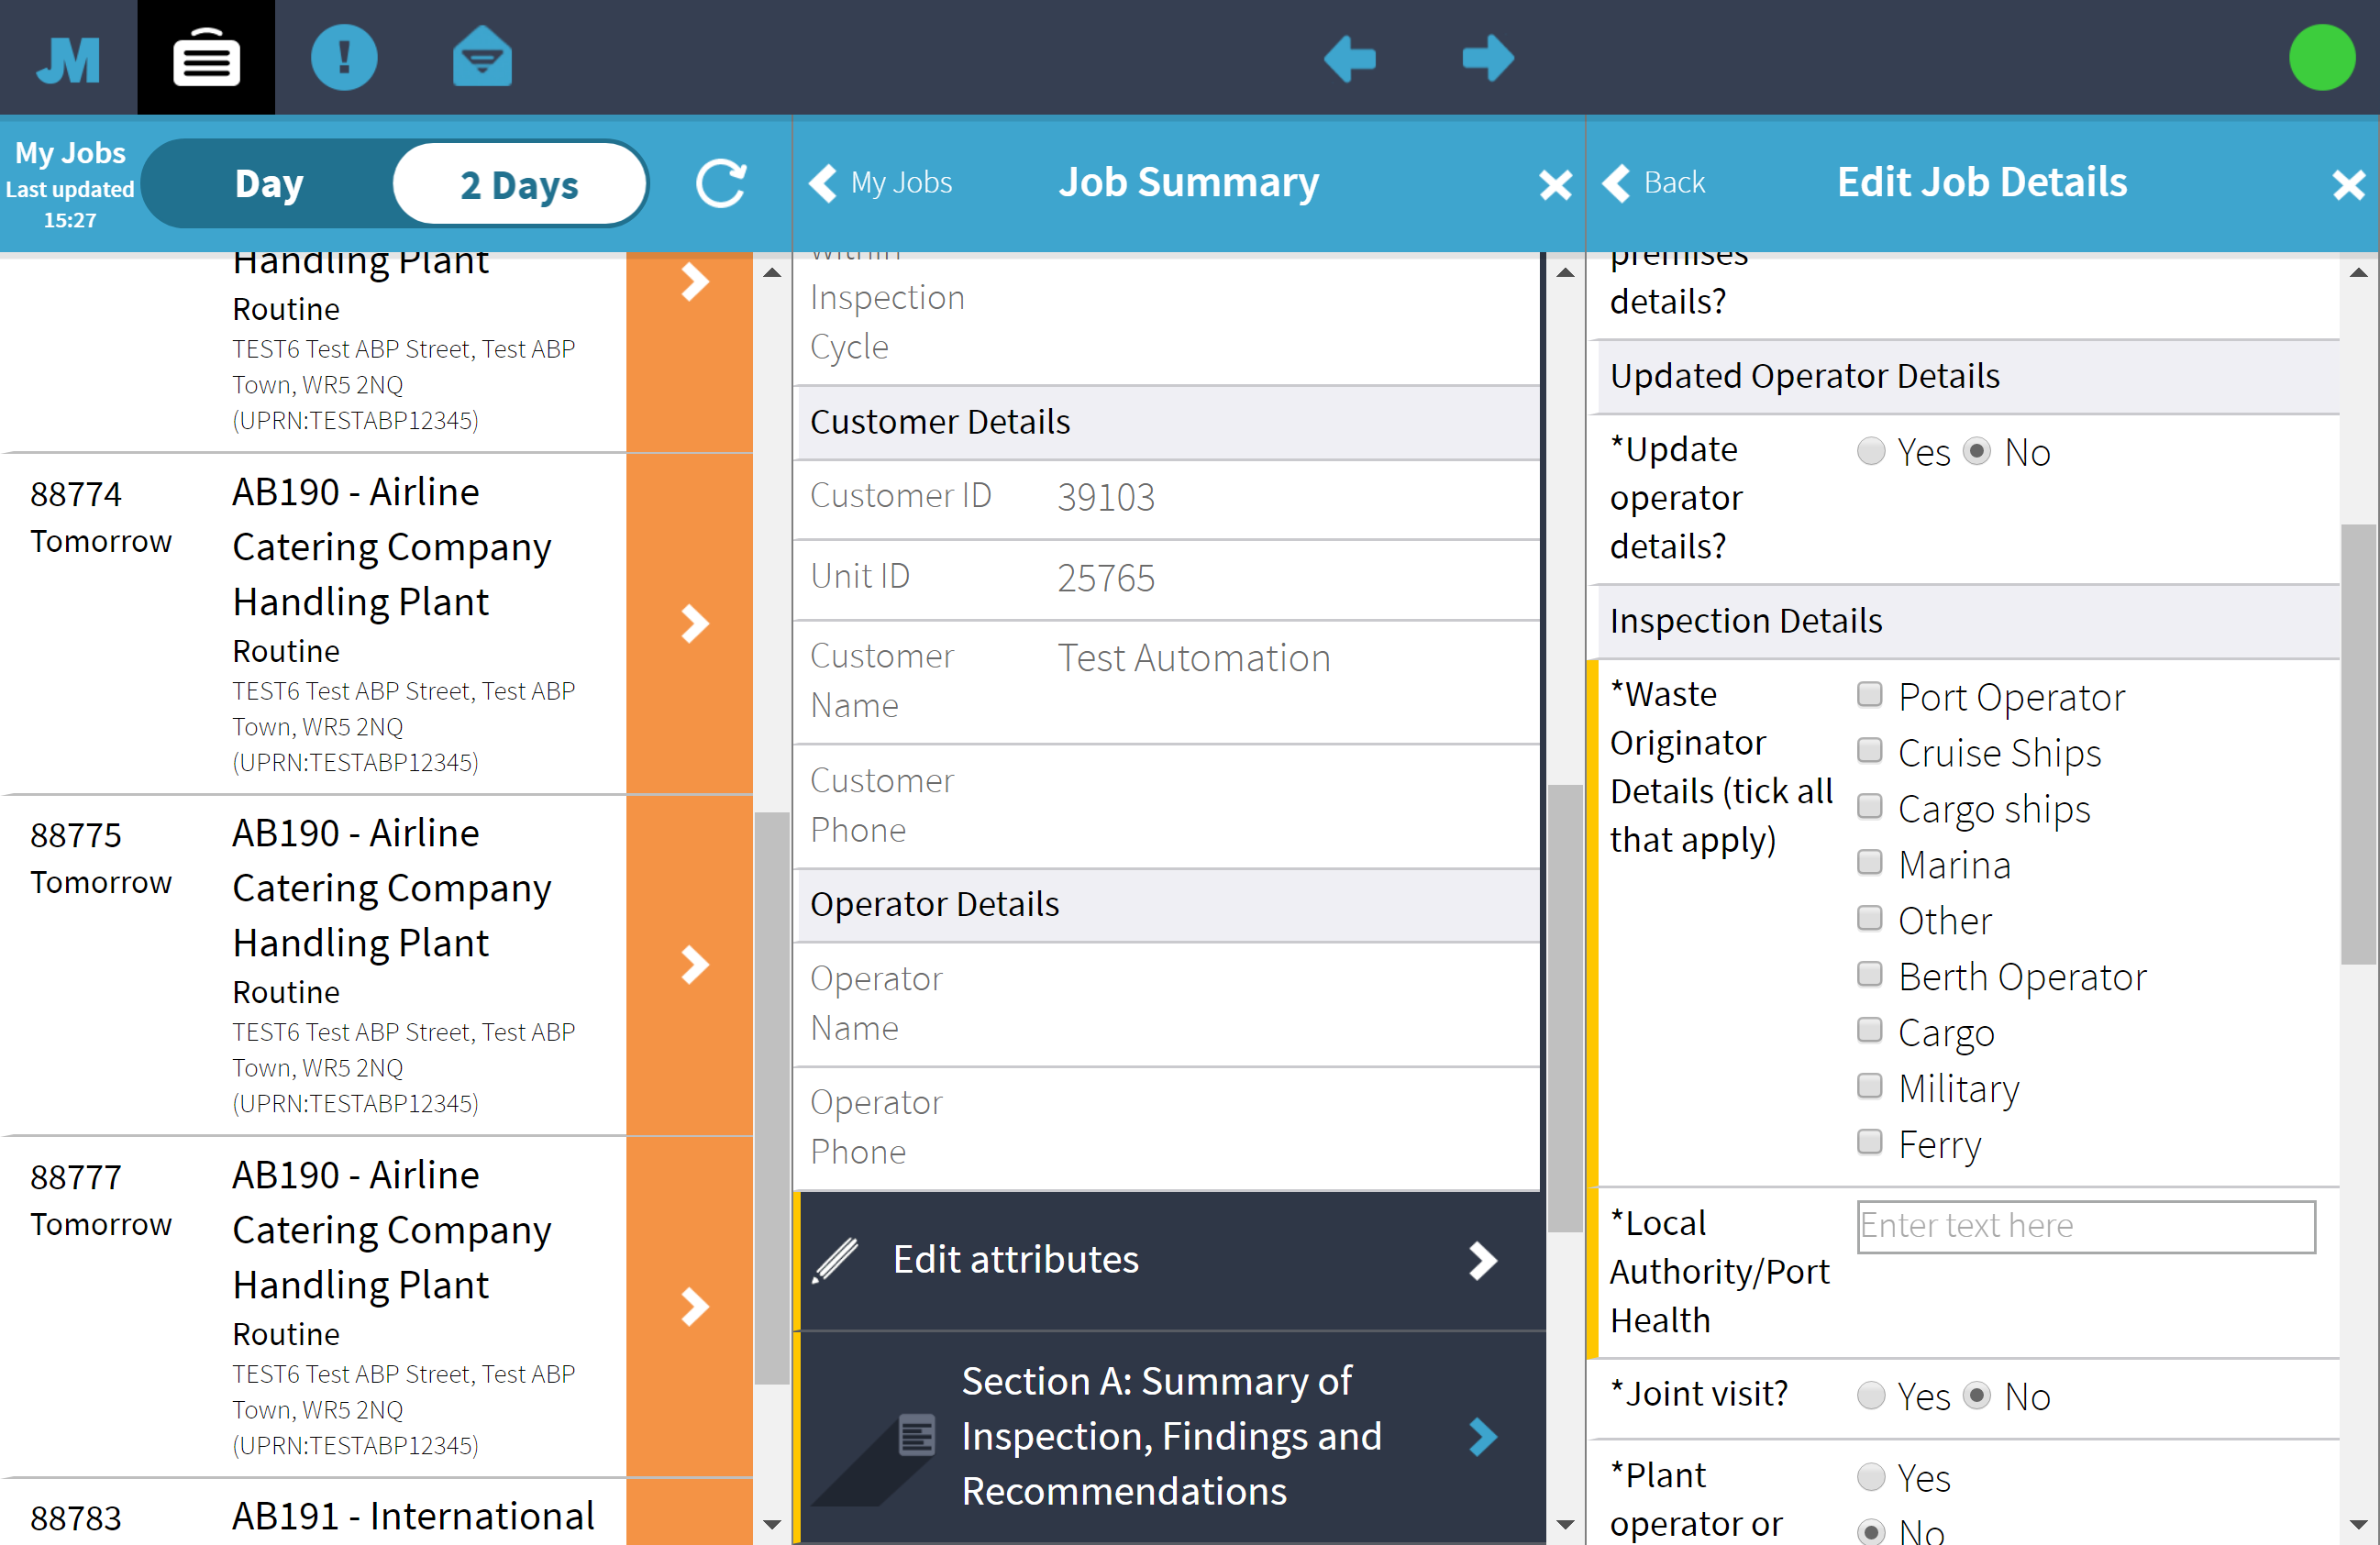 JM
My Jobs
Last updated
15:27
Day
2 Days
My Jobs
Job Summary
Back
Edit Job Details
Handling Plant
Routine
TEST6 Test ABP Street, Test ABP
Town, WR5 2NQ
(UPRN:TESTABP12345)
88774
Tomorrow
AB190 - Airline
Catering Company
Handling Plant
Routine
TEST6 Test ABP Street, Test ABP
Town, WR5 2NQ
(UPRN:TESTABP12345)
88775
Tomorrow
AB190 - Airline
Catering Company
Handling Plant
Routine
TEST6 Test ABP Street, Test ABP
Town, WR5 2NQ
(UPRN:TESTABP12345)
88777
Tomorrow
AB190 - Airline
Catering Company
Handling Plant
Routine
TEST6 Test ABP Street, Test ABP
Town, WR5 2NQ
(UPRN:TESTABP12345)
88783
AB191 - International
Within
Inspection
Cycle
Customer Details
Customer ID 39103
Unit ID 25765
Customer Test Automation
Name
Customer
Phone
Operator Details
Operator
Name
Operator
Phone
Edit attributes
Section A: Summary of
Inspection, Findings and
Recommendations
premises
details?
Updated Operator Details
*Update
operator
details?
Yes No
Inspection Details
*Waste
Originator
Details (tick all
that apply)
Port Operator
Cruise Ships
Cargo ships
Marina
Other
Berth Operator
Cargo
Military
Ferry
*Local
Authority/Port
Health
Enter text here
*Joint visit? Yes No
*Plant
operator or
Yes
No